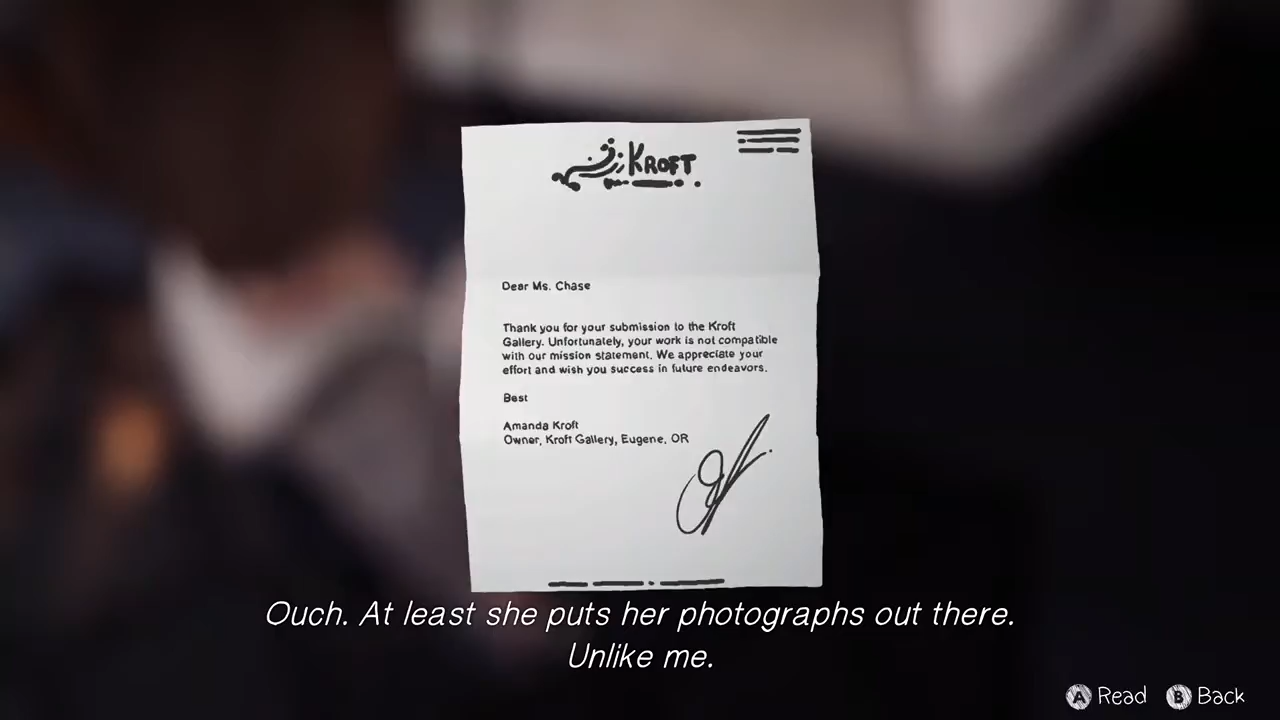 KROFT
Dear Ms. Chase
Thank you for your submission to the Kroft
Gallery. Unfortunately, your work is not compatible
with our mission statement. We appreciate your
effort and wish you success in future endeavors.
Best
Amanda Kroft
Owner, Kroft Gallery, Eugene, OR
Ouch. At least she puts her photographs out there.
Unlike me.
A Read B Back